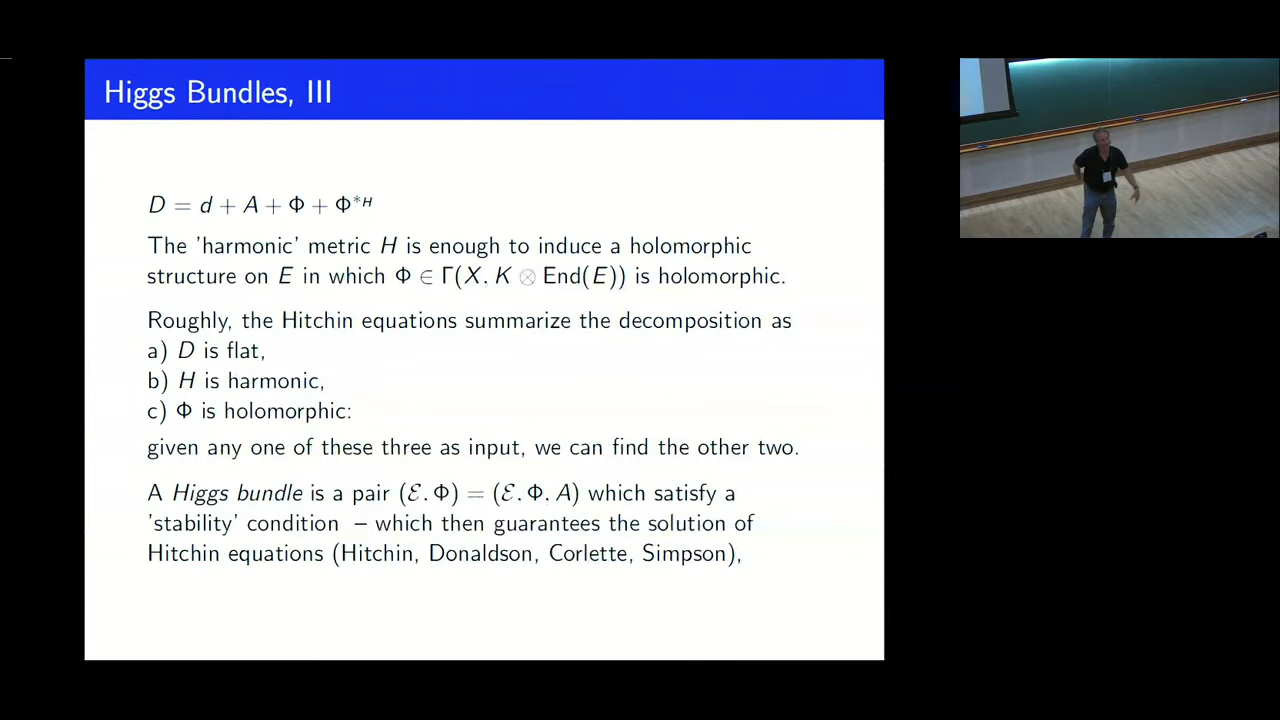 Higgs Bundles, III
D = d + A + Φ + Φ*ᴴ
The 'harmonic' metric H is enough to induce a holomorphic
structure on E in which Φ ∈ Γ(X, K ⊗ End(E)) is holomorphic.
Roughly, the Hitchin equations summarize the decomposition as
a) D is flat,
b) H is harmonic,
c) Φ is holomorphic:
given any one of these three as input, we can find the other two.
A Higgs bundle is a pair (ℰ, Φ) = (ℰ, Φ, A) which satisfy a
'stability' condition – which then guarantees the solution of
Hitchin equations (Hitchin, Donaldson, Corlette, Simpson),